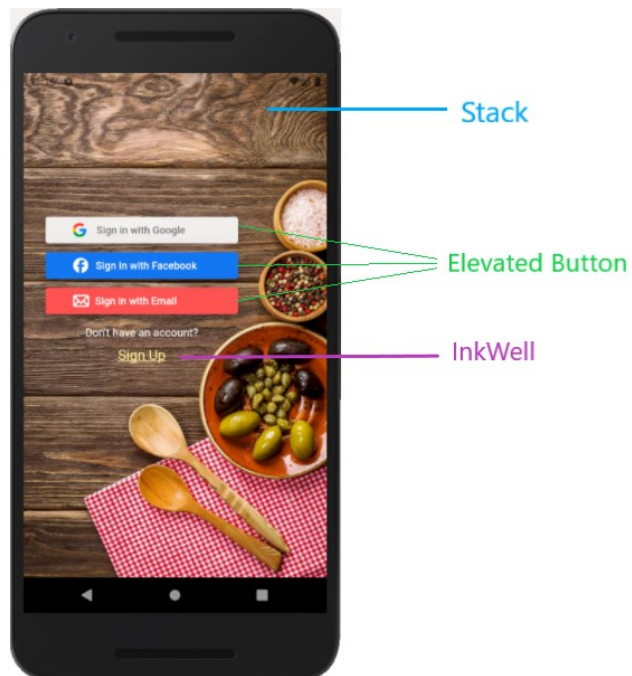 Stack
Sign in with Google
Sign in with Facebook
Elevated Button
Sign in with Email
Don't have an account?
Sign Up
InkWell